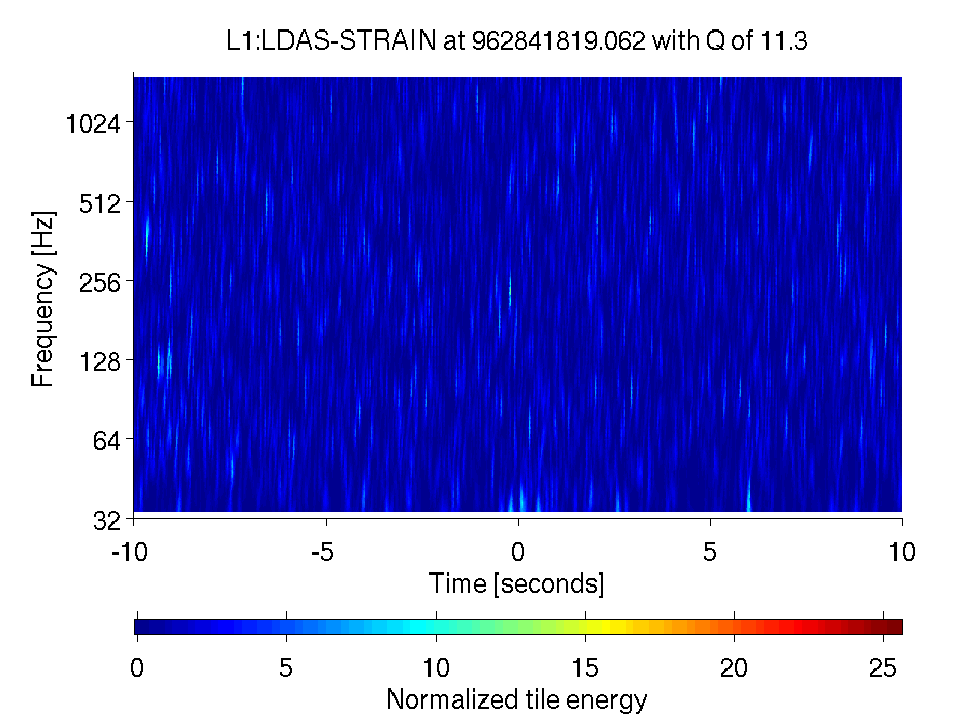 L1:LDAS-STRAIN at 962841819.062 with Q of 11.3
1024
512
256
128
64
32
Frequency [Hz]
-10 -5 0 5 10
Time [seconds]
0 5 10 15 20 25
Normalized tile energy